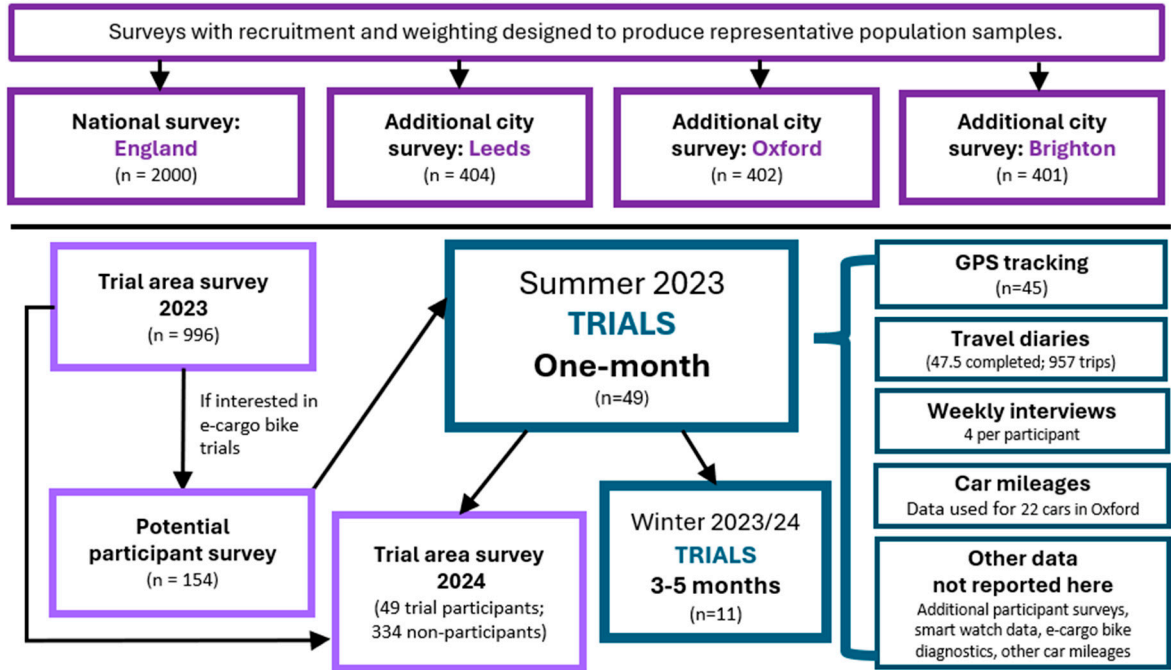 Surveys with recruitment and weighting designed to produce representative population samples.
National survey:
England
(n = 2000)
Additional city
survey: Leeds
(n = 404)
Additional city
survey: Oxford
(n = 402)
Additional city
survey: Brighton
(n = 401)
Trial area survey
2023
(n = 996)
If interested in
e-cargo bike
trials
Potential
participant survey
(n = 154)
Summer 2023
TRIALS
One-month
(n=49)
Trial area survey
2024
(49 trial participants;
334 non-participants)
Winter 2023/24
TRIALS
3-5 months
(n=11)
GPS tracking
(n=45)
Travel diaries
(47.5 completed; 957 trips)
Weekly interviews
4 per participant
Car mileages
Data used for 22 cars in Oxford
Other data
not reported here
Additional participant surveys,
smart watch data, e-cargo bike
diagnostics, other car mileages